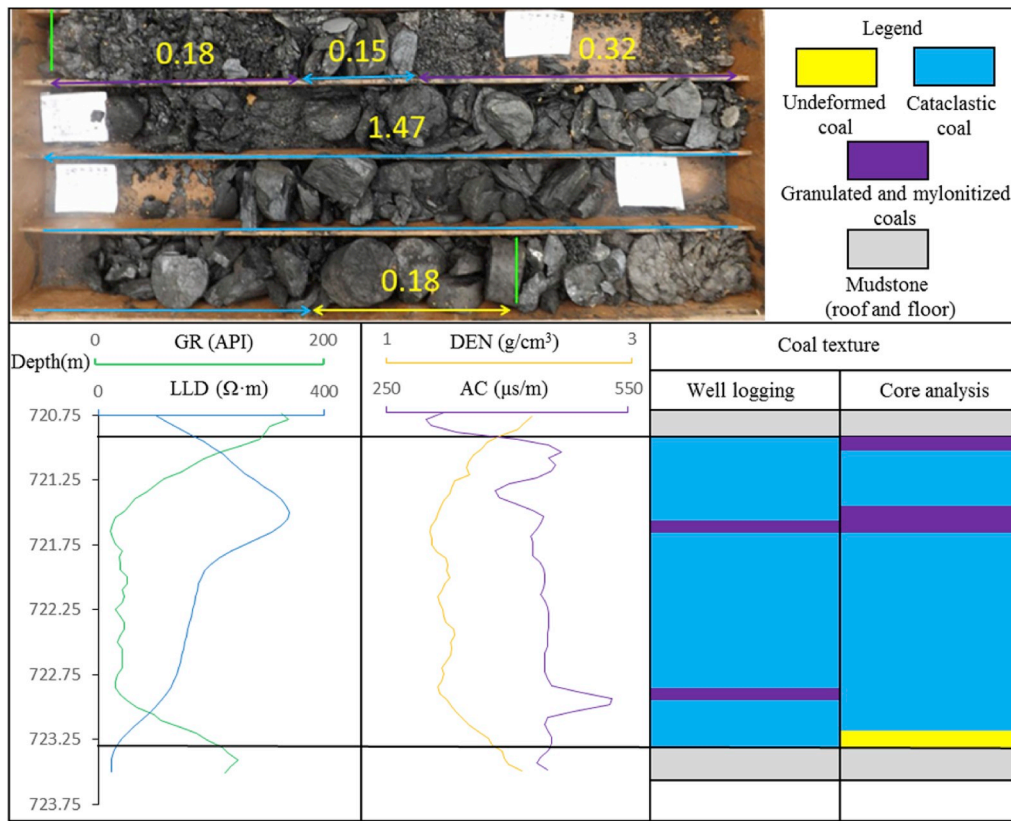 0.18
0.15
0.32
1.47
0.18
Legend
Undeformed
coal
Cataclastic
coal
Granulated and mylonitized
coals
Mudstone
(roof and floor)
Depth(m)
0
GR (API)
200
0
LLD (Ω·m)
400
1
DEN (g/cm³)
3
250
AC (μs/m)
550
Coal texture
Well logging
Core analysis
720.75
721.25
721.75
722.25
722.75
723.25
723.75